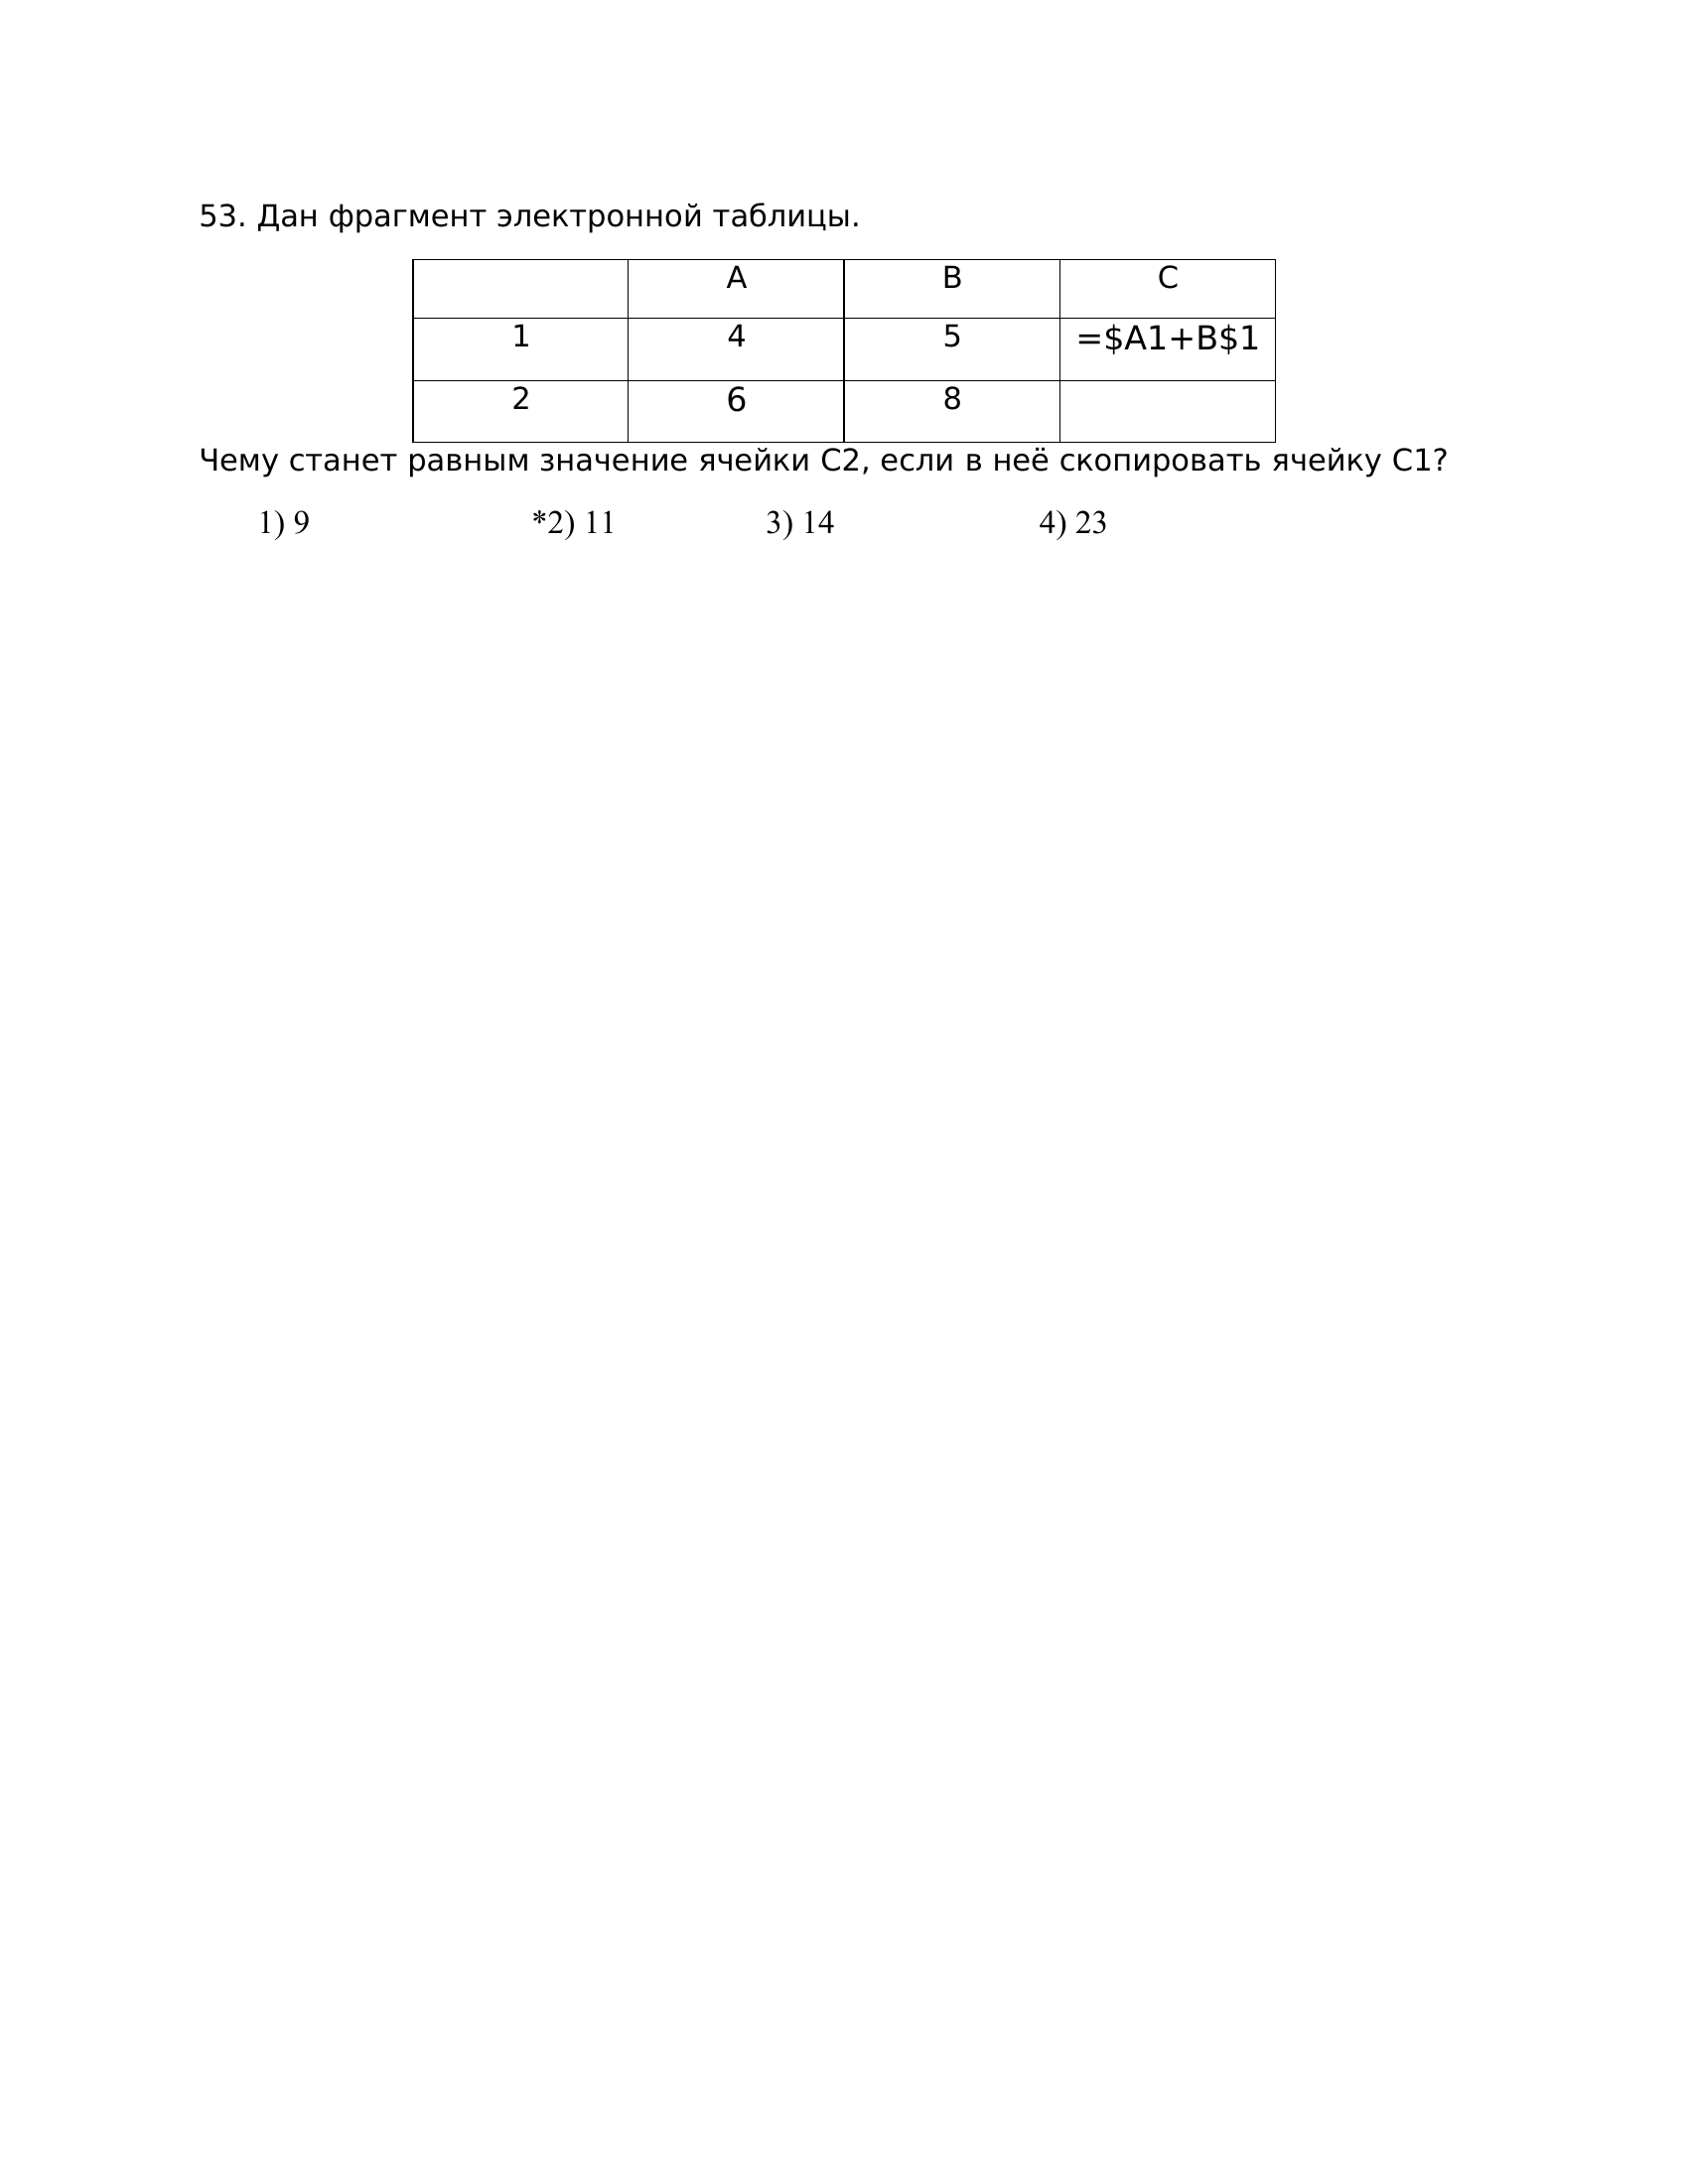 53. Дан фрагмент электронной таблицы.
A B C
1 4 5 =$A1+B$1
2 6 8
Чему станет равным значение ячейки С2, если в неё скопировать ячейку С1?
1) 9 *2) 11 3) 14 4) 23